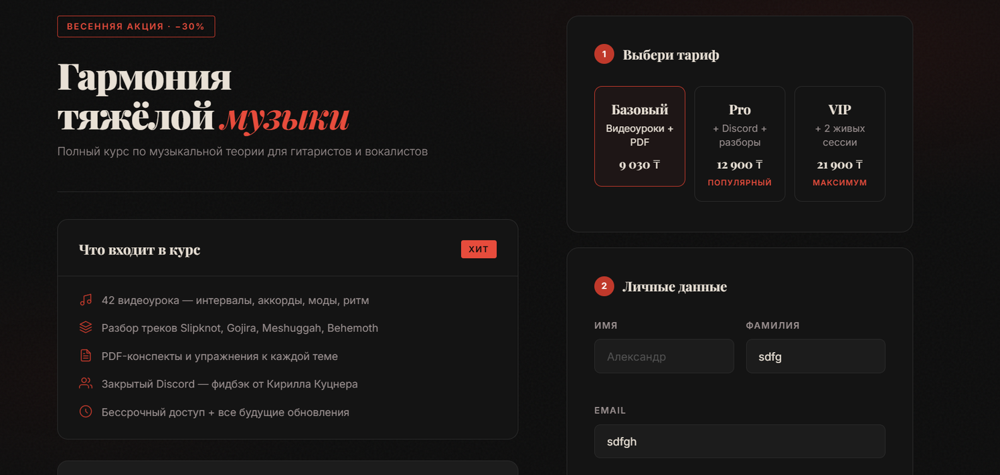 ВЕСЕННЯЯ АКЦИЯ · −30%
Гармония
тяжёлой музыки
Полный курс по музыкальной теории для гитаристов и вокалистов
Что входит в курс
ХИТ
42 видеоурока — интервалы, аккорды, моды, ритм
Разбор треков Slipknot, Gojira, Meshuggah, Behemoth
PDF-конспекты и упражнения к каждой теме
Закрытый Discord — фидбэк от Кирилла Куцнера
Бессрочный доступ + все будущие обновления
1 Выбери тариф
Базовый
Видеоуроки +
PDF
9 030 ₸
Pro
+ Discord +
разборы
12 900 ₸
ПОПУЛЯРНЫЙ
VIP
+ 2 живых
сессии
21 900 ₸
МАКСИМУМ
2 Личные данные
ИМЯ
Александр
ФАМИЛИЯ
sdfg
EMAIL
sdfgh